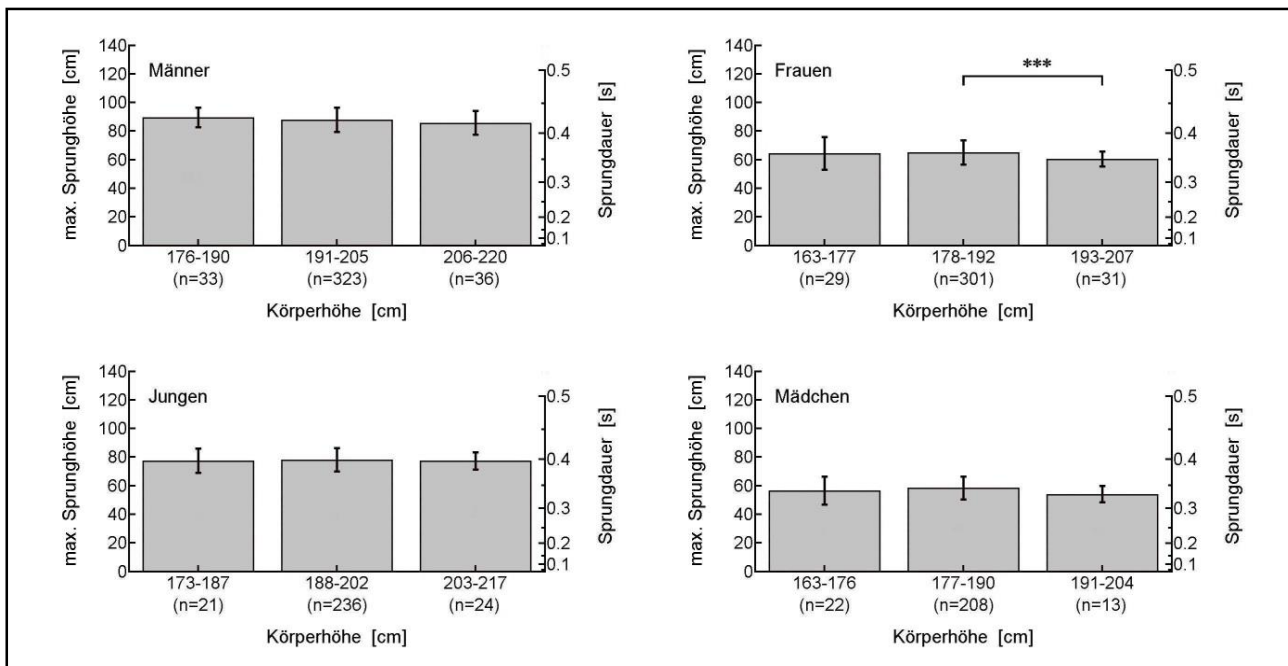 Männer
max. Sprunghöhe [cm]
140
120
100
80
60
40
20
0
0.5
0.4
0.3
0.2
0.1
Sprungdauer [s]
176-190 191-205 206-220
(n=33) (n=323) (n=36)
Körperhöhe [cm]
Frauen
***
max. Sprunghöhe [cm]
140
120
100
80
60
40
20
0
0.5
0.4
0.3
0.2
0.1
Sprungdauer [s]
163-177 178-192 193-207
(n=29) (n=301) (n=31)
Körperhöhe [cm]
Jungen
max. Sprunghöhe [cm]
140
120
100
80
60
40
20
0
0.5
0.4
0.3
0.2
0.1
Sprungdauer [s]
173-187 188-202 203-217
(n=21) (n=236) (n=24)
Körperhöhe [cm]
Mädchen
max. Sprunghöhe [cm]
140
120
100
80
60
40
20
0
0.5
0.4
0.3
0.2
0.1
Sprungdauer [s]
163-176 177-190 191-204
(n=22) (n=208) (n=13)
Körperhöhe [cm]